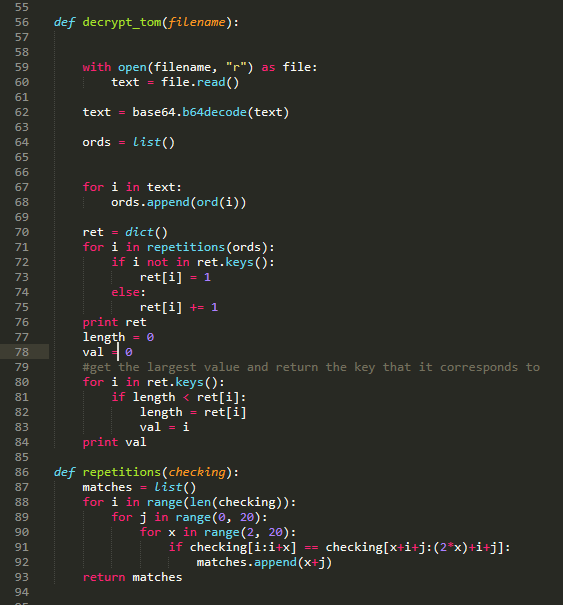 55
56 def decrypt_tom(filename):
57
58
59 with open(filename, "r") as file:
60 text = file.read()
61
62 text = base64.b64decode(text)
63
64 ords = list()
65
66
67 for i in text:
68 ords.append(ord(i))
69
70 ret = dict()
71 for i in repetitions(ords):
72 if i not in ret.keys():
73 ret[i] = 1
74 else:
75 ret[i] += 1
76 print ret
77 length = 0
78 val = 0
79 #get the largest value and return the key that it corresponds to
80 for i in ret.keys():
81 if length < ret[i]:
82 length = ret[i]
83 val = i
84 print val
85
86 def repetitions(checking):
87 matches = list()
88 for i in range(len(checking)):
89 for j in range(0, 20):
90 for x in range(2, 20):
91 if checking[i:i+x] == checking[x+i+j:(2*x)+i+j]:
92 matches.append(x+j)
93 return matches
94